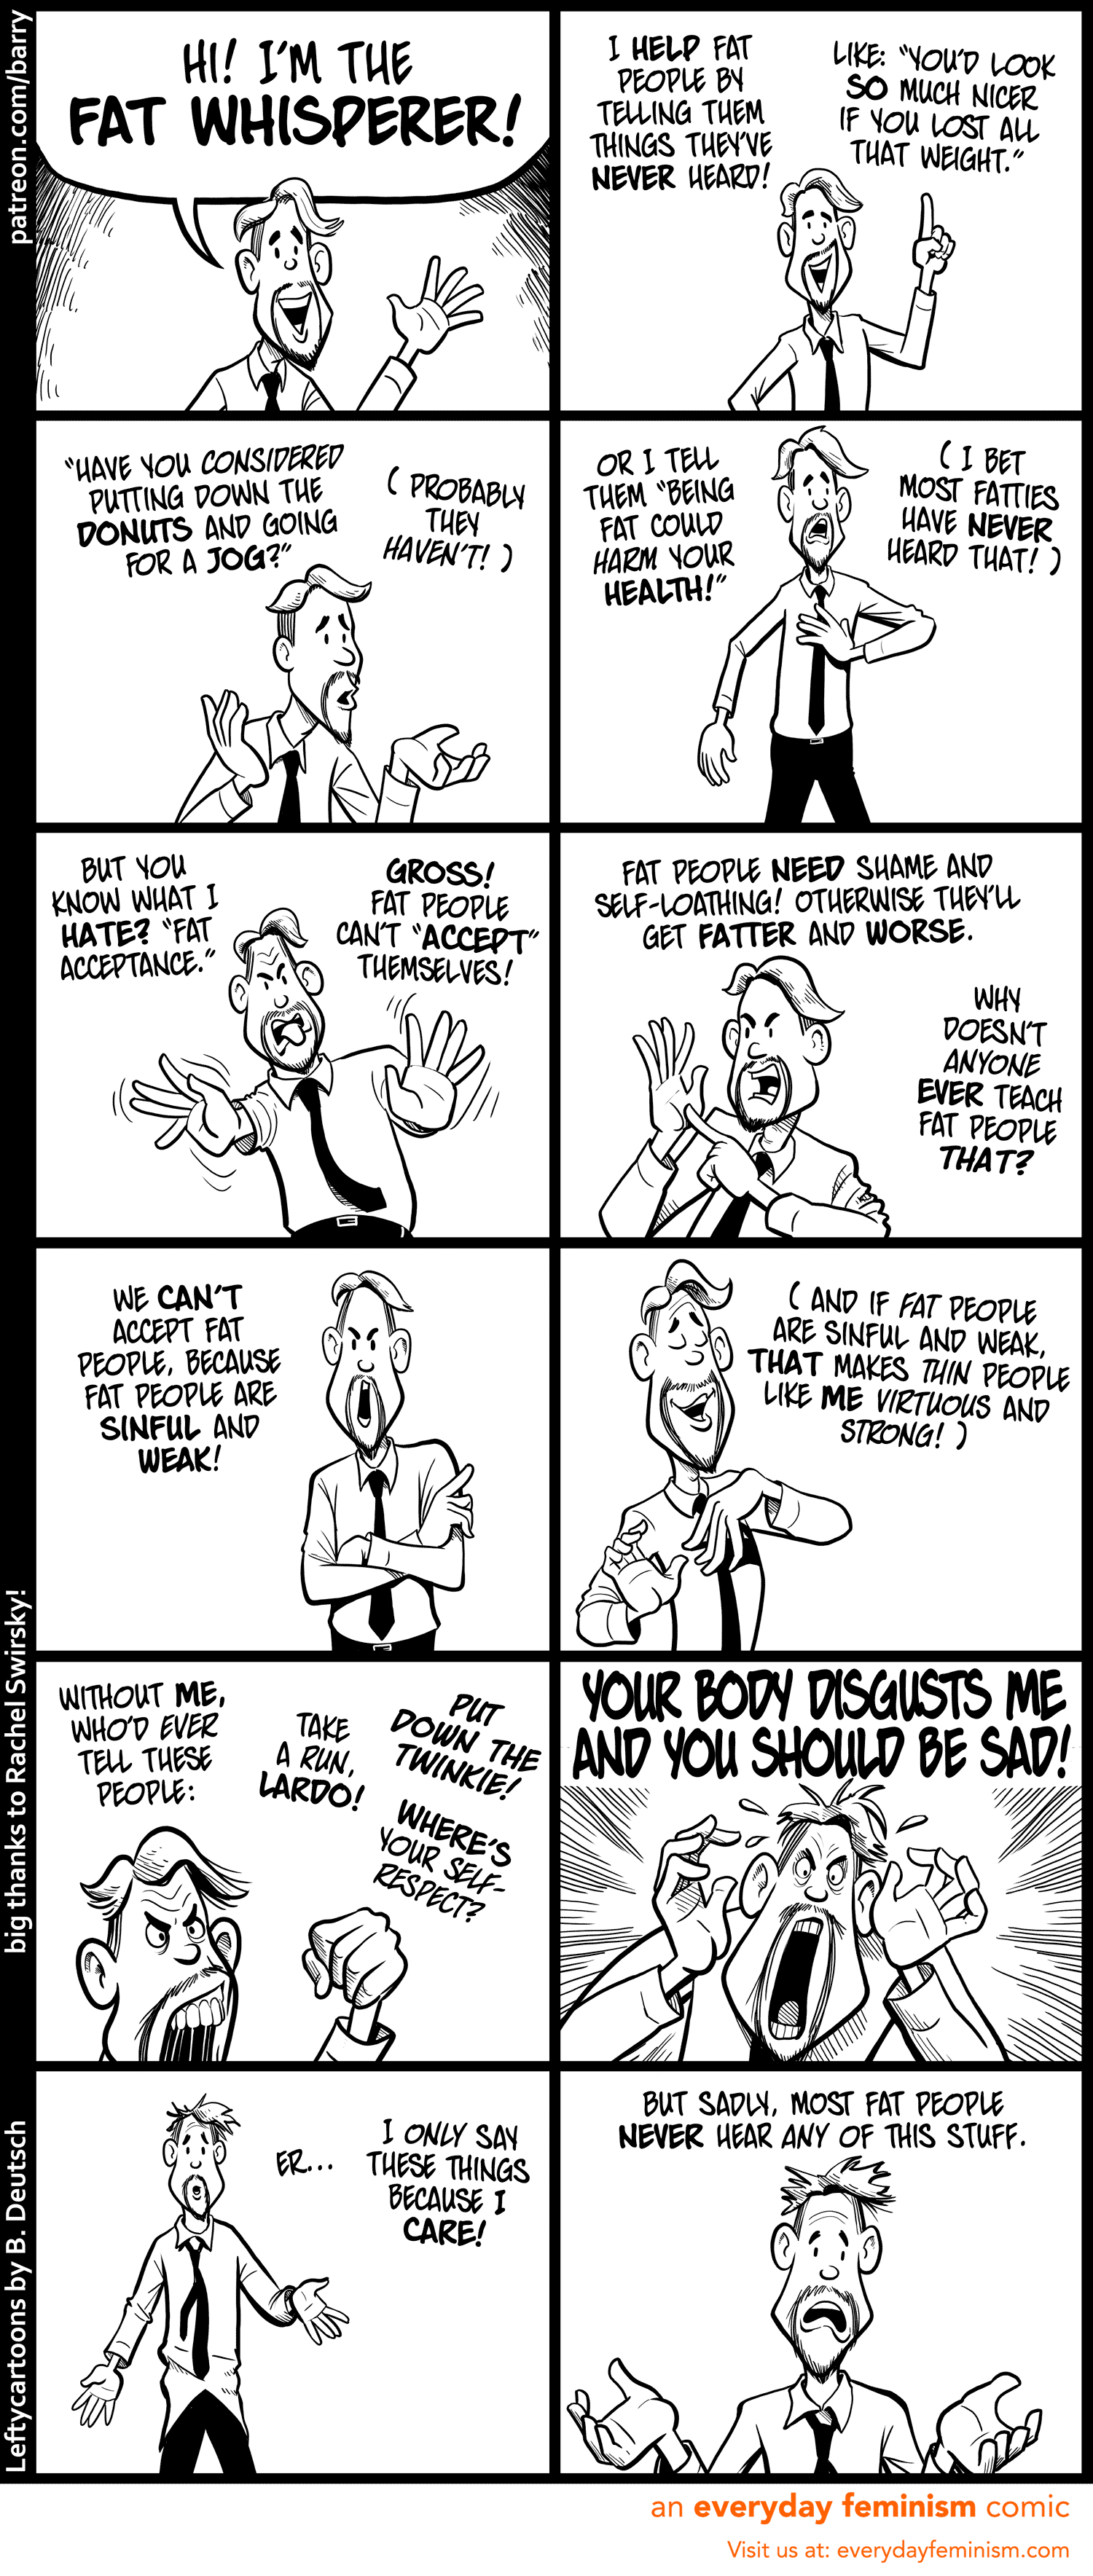 patreon.com/barry
HI! I'M THE
FAT WHISPERER!
I HELP FAT
PEOPLE BY
TELLING THEM
THINGS THEY'VE
NEVER HEARD!
LIKE: "YOU'D LOOK
SO MUCH NICER
IF YOU LOST ALL
THAT WEIGHT."
"HAVE YOU CONSIDERED
PUTTING DOWN THE
DONUTS AND GOING
FOR A JOG?"
( PROBABLY
THEY
HAVEN'T! )
OR I TELL
THEM "BEING
FAT COULD
HARM YOUR
HEALTH!"
( I BET
MOST FATTIES
HAVE NEVER
HEARD THAT! )
BUT YOU
KNOW WHAT I
HATE? "FAT
ACCEPTANCE."
GROSS!
FAT PEOPLE
CAN'T "ACCEPT"
THEMSELVES!
FAT PEOPLE NEED SHAME AND
SELF-LOATHING! OTHERWISE THEY'LL
GET FATTER AND WORSE.
WHY
DOESN'T
ANYONE
EVER TEACH
FAT PEOPLE
THAT?
WE CAN'T
ACCEPT FAT
PEOPLE, BECAUSE
FAT PEOPLE ARE
SINFUL AND
WEAK!
( AND IF FAT PEOPLE
ARE SINFUL AND WEAK,
THAT MAKES THIN PEOPLE
LIKE ME VIRTUOUS AND
STRONG! )
big thanks to Rachel Swirsky!
WITHOUT ME,
WHO'D EVER
TELL THESE
PEOPLE:
TAKE
A RUN,
LARDO!
PUT
DOWN THE
TWINKIE!
WHERE'S
YOUR SELF-
RESPECT?
YOUR BODY DISGUSTS ME
AND YOU SHOULD BE SAD!
Leftycartoons by B. Deutsch
ER...
I ONLY SAY
THESE THINGS
BECAUSE I
CARE!
BUT SADLY, MOST FAT PEOPLE
NEVER HEAR ANY OF THIS STUFF.
an everyday feminism comic
Visit us at: everydayfeminism.com